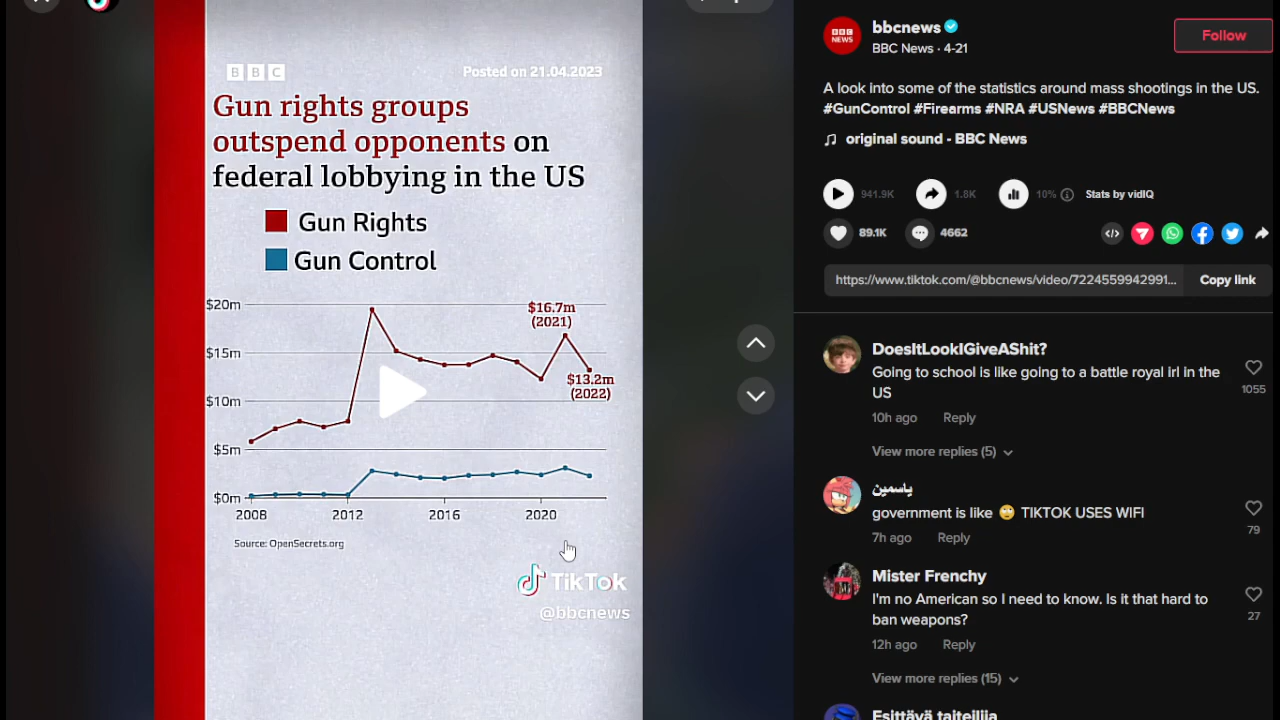 BBC
Posted on 21.04.2023
Gun rights groups
outspend opponents on
federal lobbying in the US
Gun Rights
Gun Control
$20m
$15m
$10m
$5m
$0m
$16.7m
(2021)
$13.2m
(2022)
2008 2012 2016 2020
Source: OpenSecrets.org
TikTok
@bbcnews
BBC
NEWS
bbcnews
BBC News · 4-21
Follow
A look into some of the statistics around mass shootings in the US.
#GunControl #Firearms #NRA #USNews #BBCNews
original sound - BBC News
941.9K 1.8K 10% Stats by vidIQ
89.1K 4662
https://www.tiktok.com/@bbcnews/video/7224559942991...
Copy link
DoesItLookIGiveAShit?
Going to school is like going to a battle royal irl in the
US
1055
10h ago Reply
View more replies (5)
ياسمين
government is like 🙄 TIKTOK USES WIFI
79
7h ago Reply
Mister Frenchy
I'm no American so I need to know. Is it that hard to
ban weapons?
27
12h ago Reply
View more replies (15)
Esittävä taiteilija